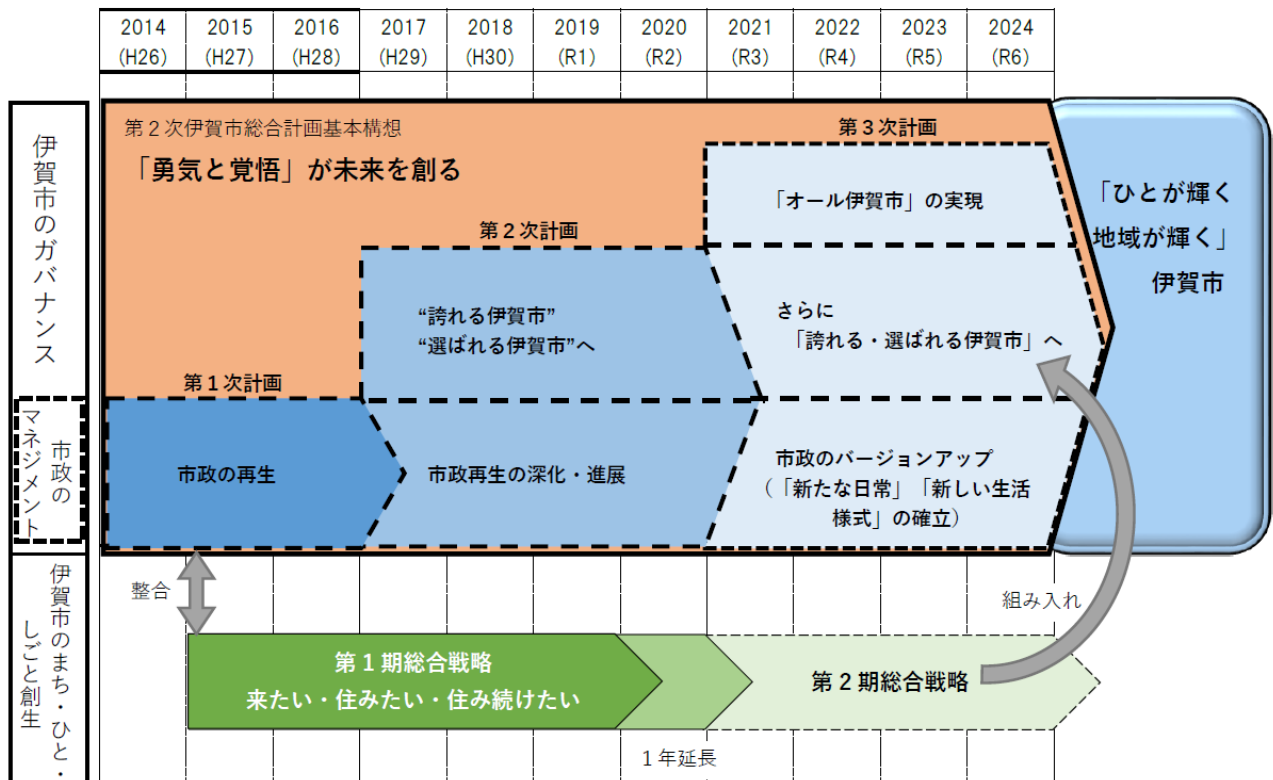 2014 2015 2016 2017 2018 2019 2020 2021 2022 2023 2024
(H26) (H27) (H28) (H29) (H30) (R1) (R2) (R3) (R4) (R5) (R6)
伊賀市のガバナンス
市政の
マネジメント
伊賀市のまち・ひと・
しごと創生
第２次伊賀市総合計画基本構想
「勇気と覚悟」が未来を創る
第１次計画
市政の再生
第２次計画
“誇れる伊賀市”
“選ばれる伊賀市”へ
市政再生の深化・進展
第３次計画
「オール伊賀市」の実現
さらに
「誇れる・選ばれる伊賀市」へ
市政のバージョンアップ
（「新たな日常」「新しい生活
様式」の確立）
「ひとが輝く
地域が輝く」
伊賀市
整合
組み入れ
第１期総合戦略
来たい・住みたい・住み続けたい
第２期総合戦略
１年延長